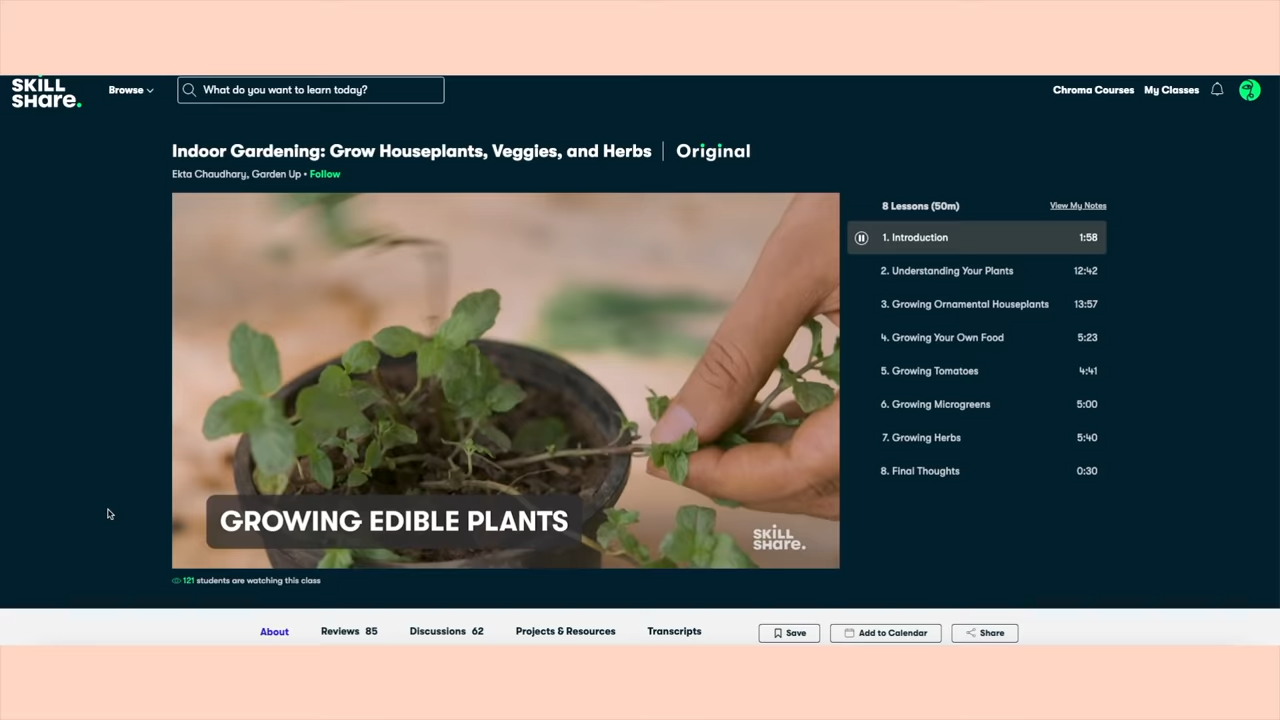 SKILL
SHare.
Browse
What do you want to learn today?
Chroma Courses
My Classes
Indoor Gardening: Grow Houseplants, Veggies, and Herbs | Original
Ekta Chaudhary, Garden Up • Follow
8 Lessons (50m)
View My Notes
1. Introduction 1:58
2. Understanding Your Plants 12:42
3. Growing Ornamental Houseplants 13:57
4. Growing Your Own Food 5:23
5. Growing Tomatoes 4:41
6. Growing Microgreens 5:00
7. Growing Herbs 5:40
8. Final Thoughts 0:30
GROWING EDIBLE PLANTS
SKILL
SHare.
121 students are watching this class
About
Reviews 85
Discussions 62
Projects & Resources
Transcripts
Save
Add to Calendar
Share